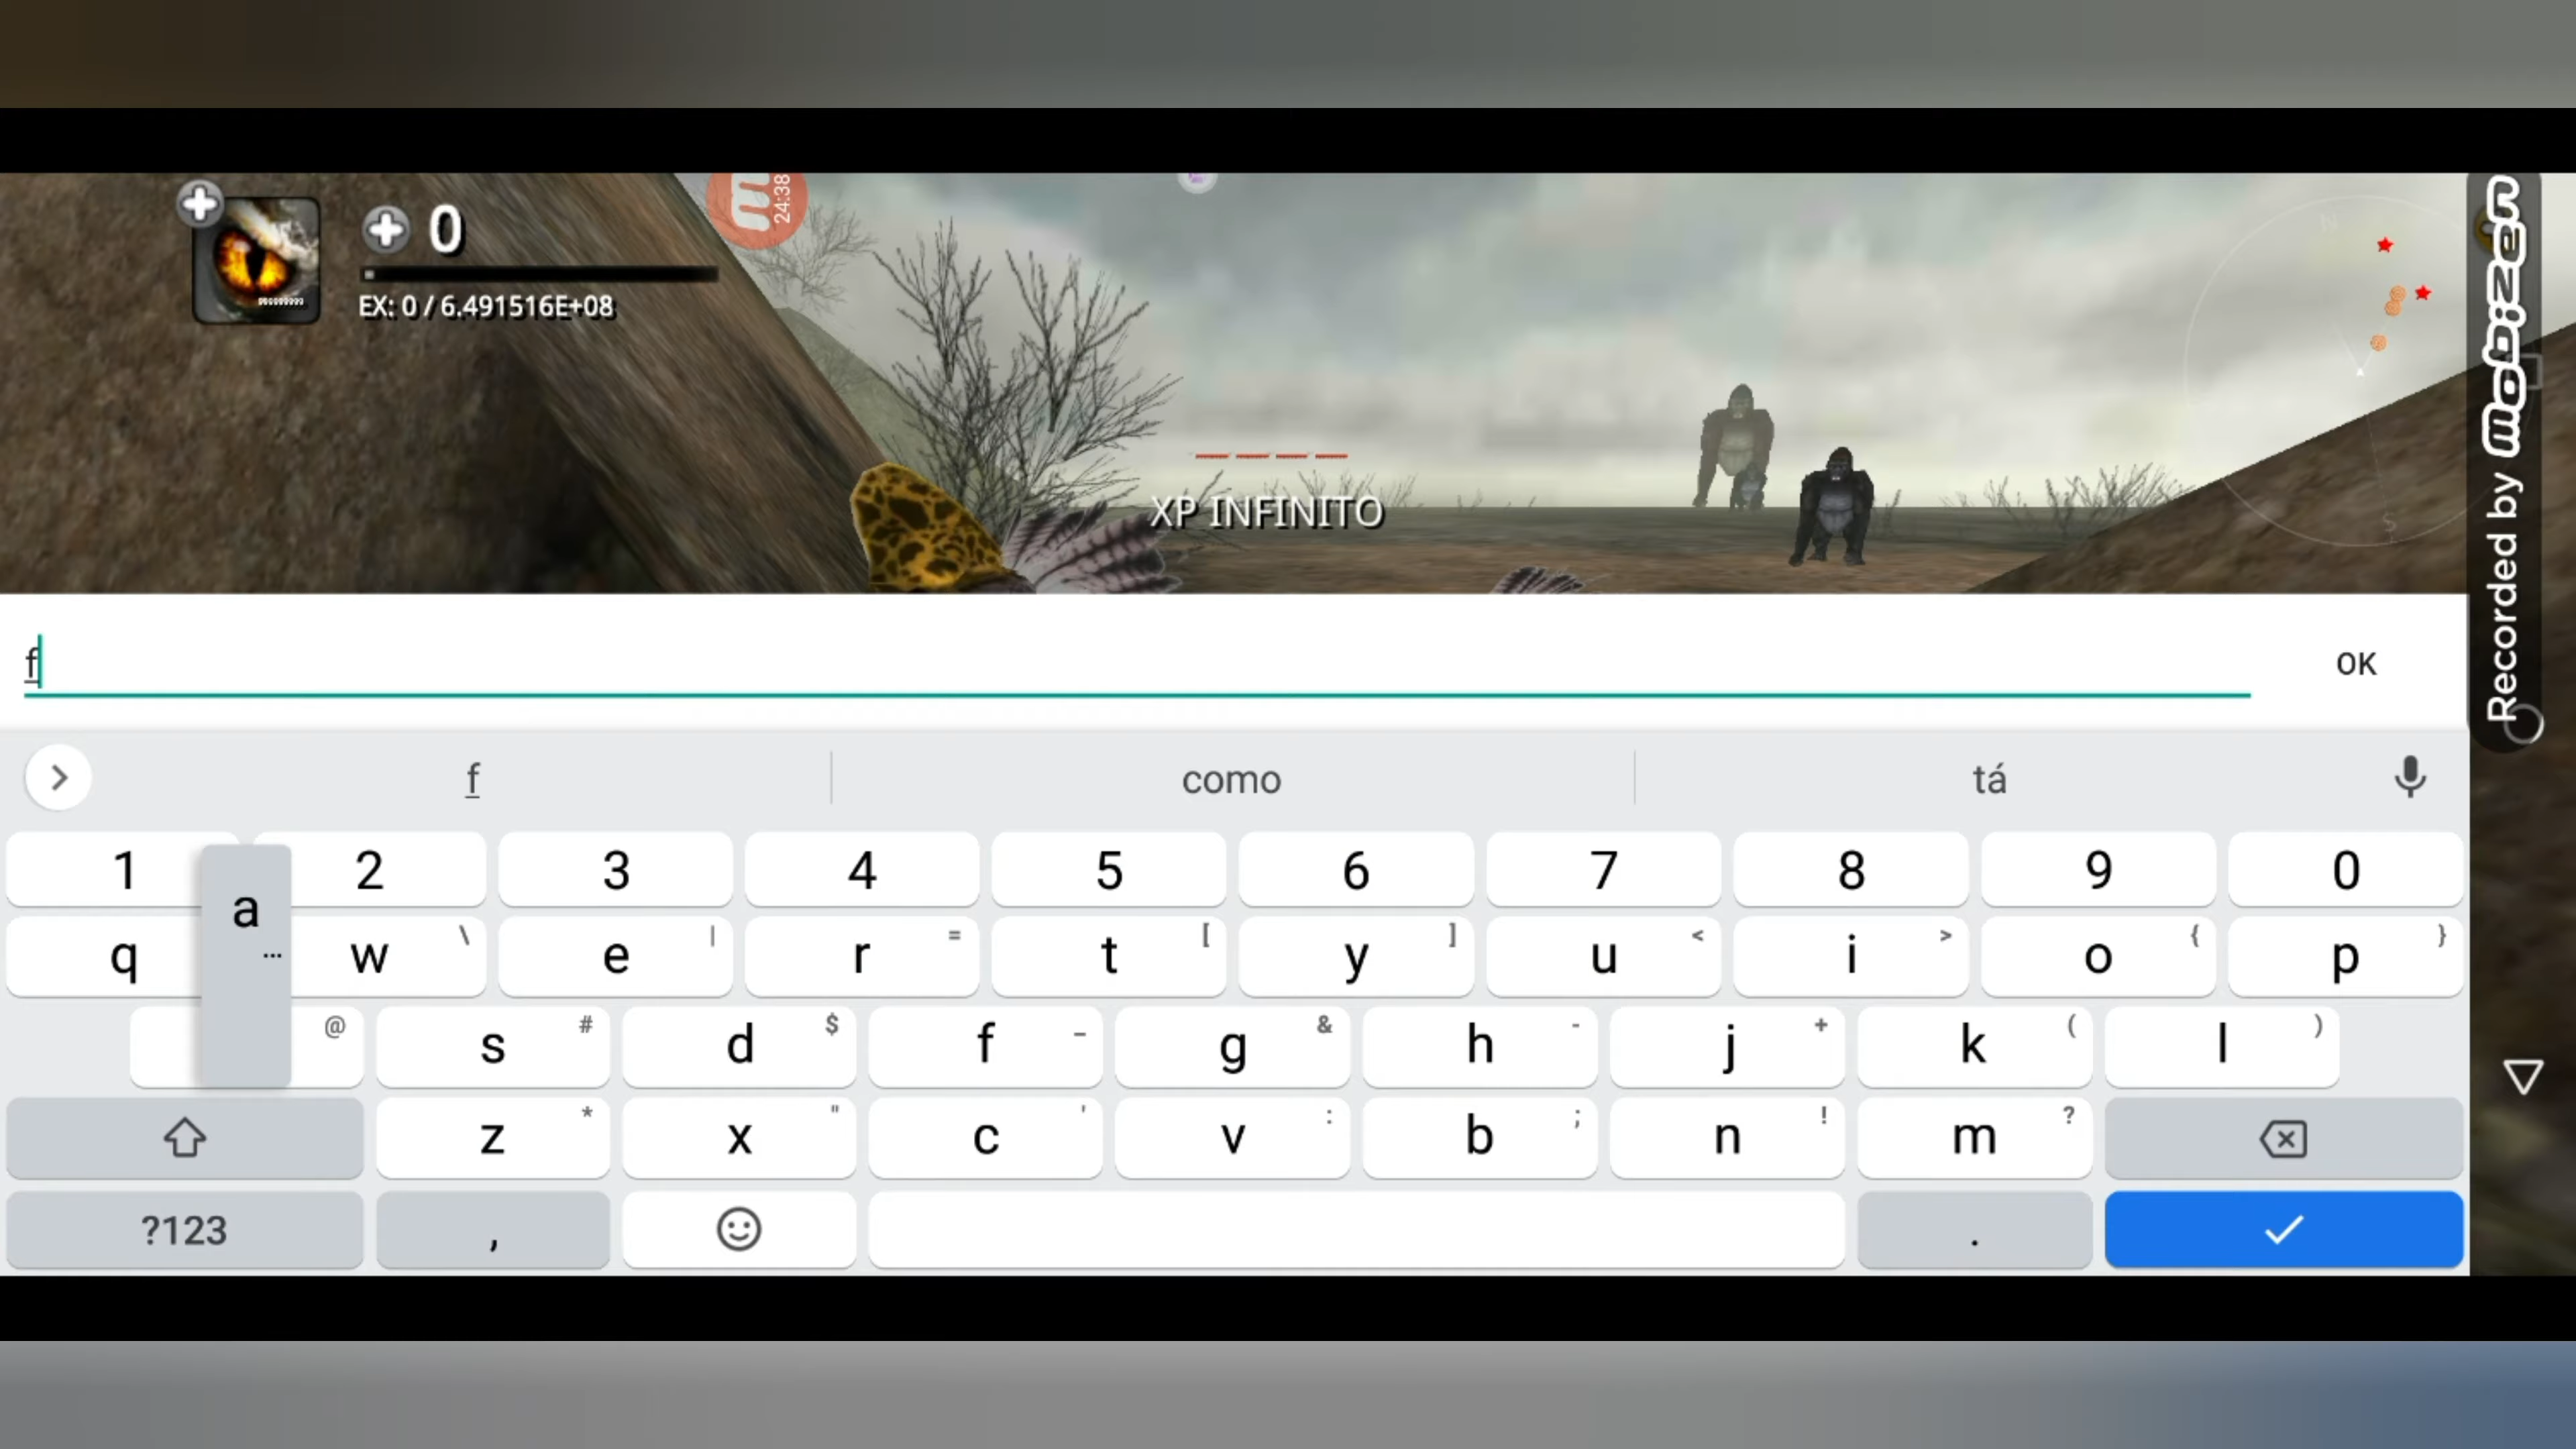 0
EX: 0 / 6.491516E+08
24:38
N
S
XP INFINITO
Recorded by mobizen
f
OK
f
como
tá
1 2 3 4 5 6 7 8 9 0
q w \ e | r = t [ y ] u < i > o { p }
a ...
@ s # d $ f _ g & h - j + k ( l )
z * x " c ' v : b ; n ! m ?
?123 , .